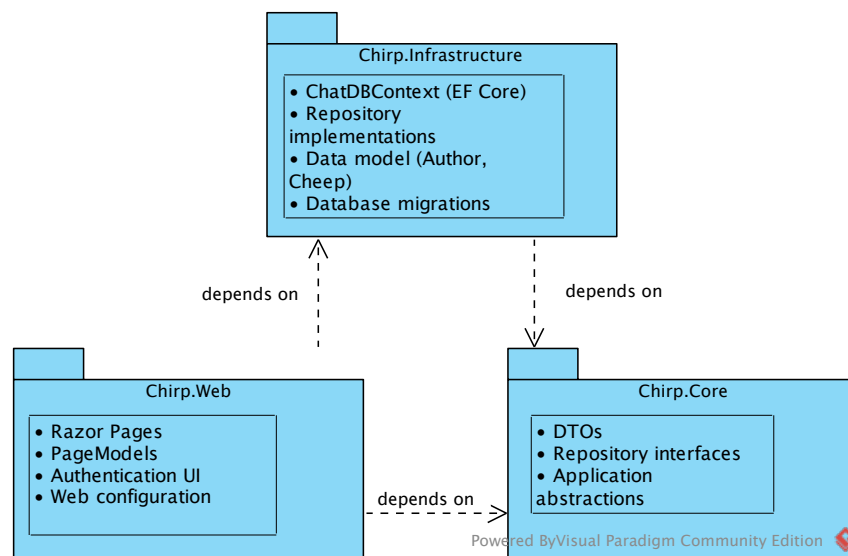 Chirp.Infrastructure
• ChatDBContext (EF Core)
• Repository
implementations
• Data model (Author,
Cheep)
• Database migrations
depends on
depends on
Chirp.Web
• Razor Pages
• PageModels
• Authentication UI
• Web configuration
depends on
Chirp.Core
• DTOs
• Repository interfaces
• Application
abstractions
Powered ByVisual Paradigm Community Edition